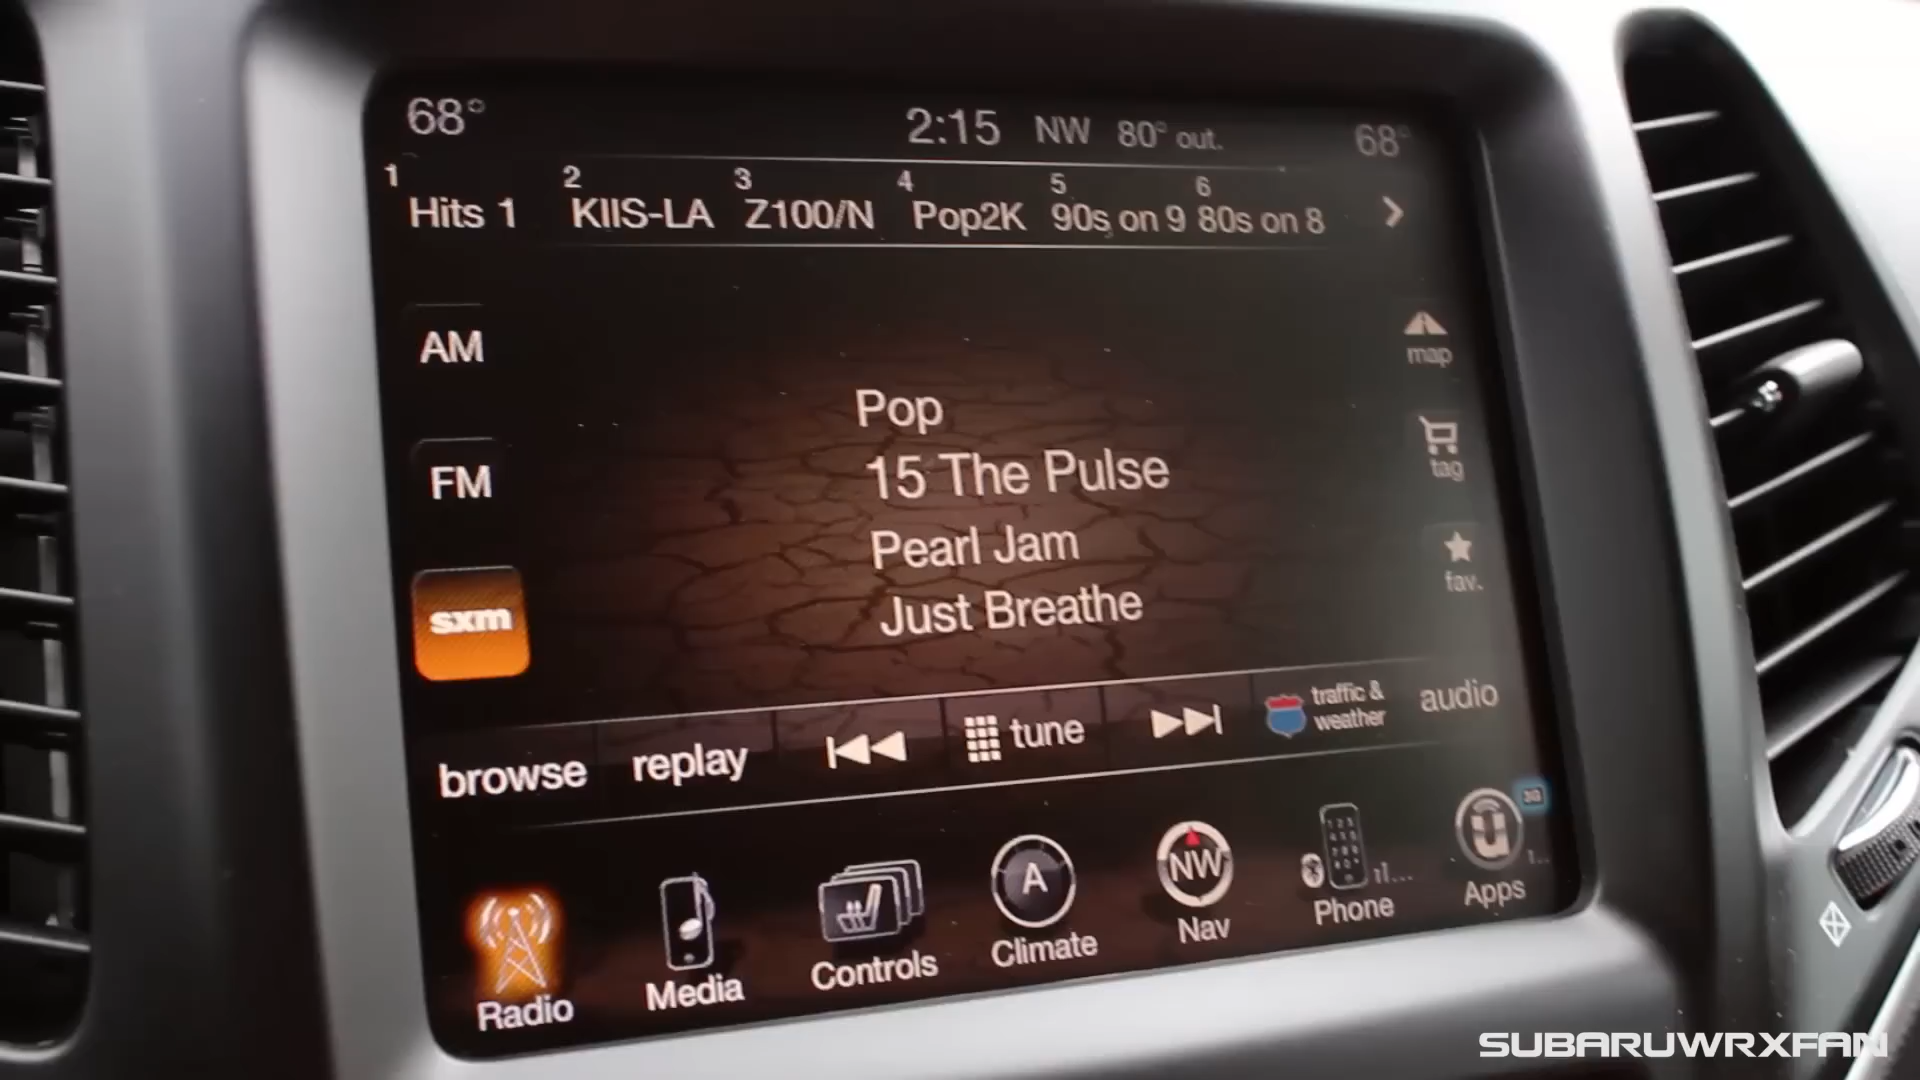 68° 2:15 NW 80° out. 68°
1 2 3 4 5 6
Hits 1 KIIS-LA Z100/N Pop2K 90s on 9 80s on 8
AM
map
Pop
tag
FM
15 The Pulse
Pearl Jam
fav.
sxm
Just Breathe
browse replay tune traffic & weather audio
A NW 3G
Radio Media Controls Climate Nav Phone Apps
SUBARUWRXFAN